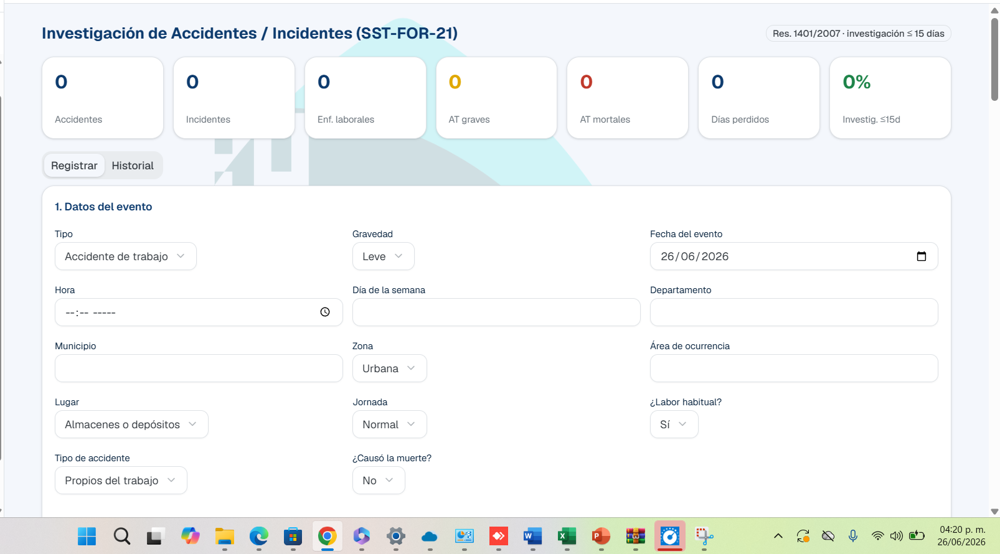 Investigación de Accidentes / Incidentes (SST-FOR-21)
Res. 1401/2007 · investigación ≤ 15 días
0
0
0
0
0
0
0%
Accidentes
Incidentes
Enf. laborales
AT graves
AT mortales
Días perdidos
Investig. ≤15d
Registrar
Historial
1. Datos del evento
Tipo
Gravedad
Fecha del evento
Accidente de trabajo
Leve
26/06/2026
Hora
Día de la semana
Departamento
--:-- -----
Municipio
Zona
Área de ocurrencia
Urbana
Lugar
Jornada
¿Labor habitual?
Almacenes o depósitos
Normal
Sí
Tipo de accidente
¿Causó la muerte?
Propios del trabajo
No
04:20 p. m.
26/06/2026